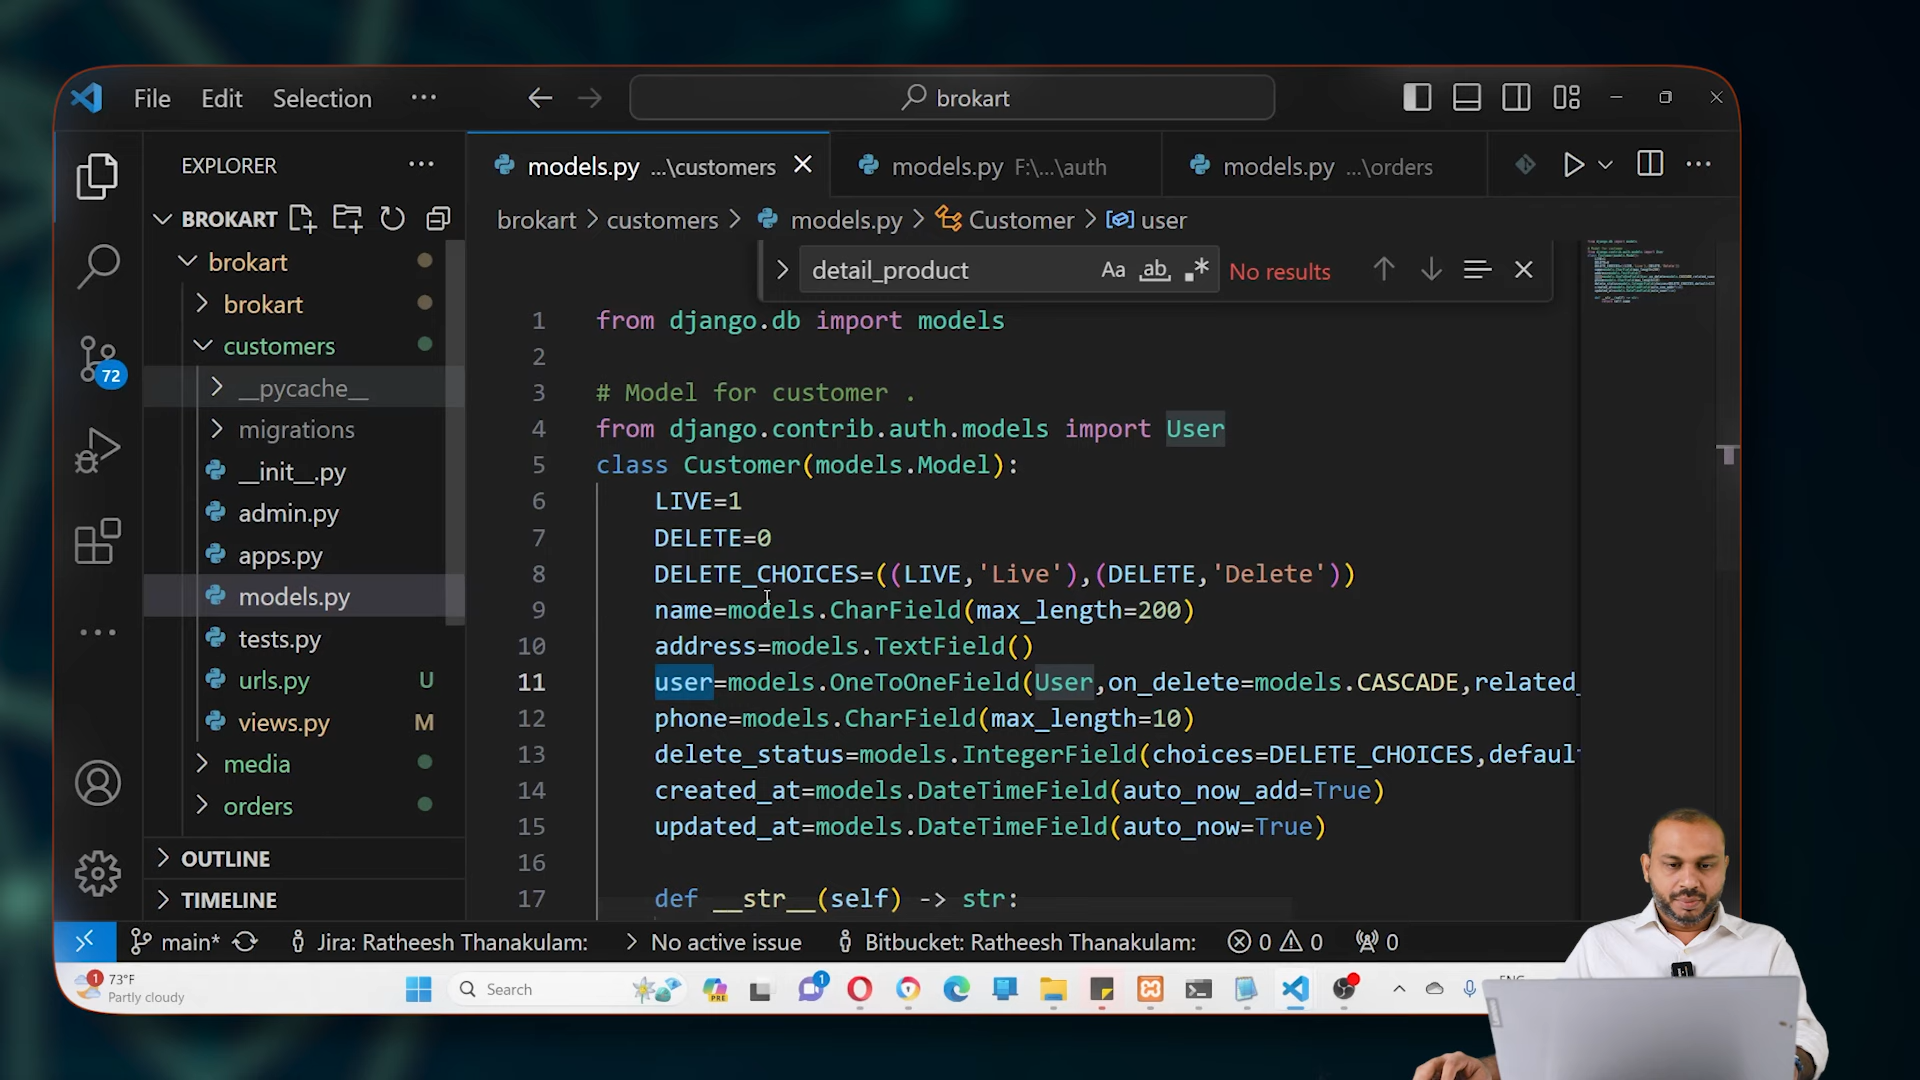 File Edit Selection ··· brokart
EXPLORER ···
BROKART
brokart
brokart
customers
__pycache__
migrations
__init__.py
admin.py
apps.py
models.py
tests.py
urls.py U
views.py M
media
orders
OUTLINE
TIMELINE
72
models.py ...\customers
models.py F:\...\auth
models.py ...\orders
brokart > customers > models.py > Customer > user
detail_product Aa ab No results
1 from django.db import models
2
3 # Model for customer .
4 from django.contrib.auth.models import User
5 class Customer(models.Model):
6 LIVE=1
7 DELETE=0
8 DELETE_CHOICES=((LIVE,'Live'),(DELETE,'Delete'))
9 name=models.CharField(max_length=200)
10 address=models.TextField()
11 user=models.OneToOneField(User,on_delete=models.CASCADE,related_
12 phone=models.CharField(max_length=10)
13 delete_status=models.IntegerField(choices=DELETE_CHOICES,default
14 created_at=models.DateTimeField(auto_now_add=True)
15 updated_at=models.DateTimeField(auto_now=True)
16
17 def __str__(self) -> str:
main* Jira: Ratheesh Thanakulam: > No active issue Bitbucket: Ratheesh Thanakulam: 0 0 0
1 73°F
Partly cloudy
Search
PRE
1